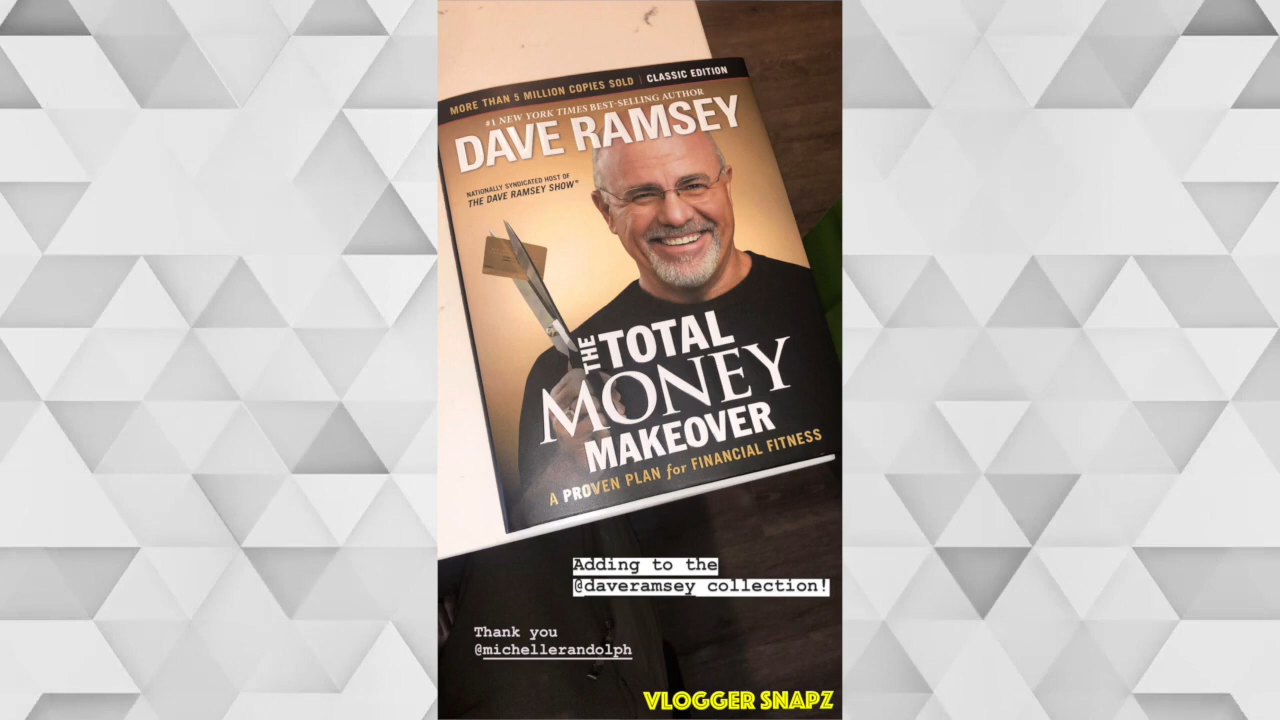 MORE THAN 5 MILLION COPIES SOLD | CLASSIC EDITION
#1 NEW YORK TIMES BEST-SELLING AUTHOR
DAVE RAMSEY
NATIONALLY SYNDICATED HOST OF
THE DAVE RAMSEY SHOW®
THE TOTAL
MONEY
MAKEOVER
A PROVEN PLAN for FINANCIAL FITNESS
Adding to the
@daveramsey collection!
Thank you
@michellerandolph
VLOGGER SNAPZ